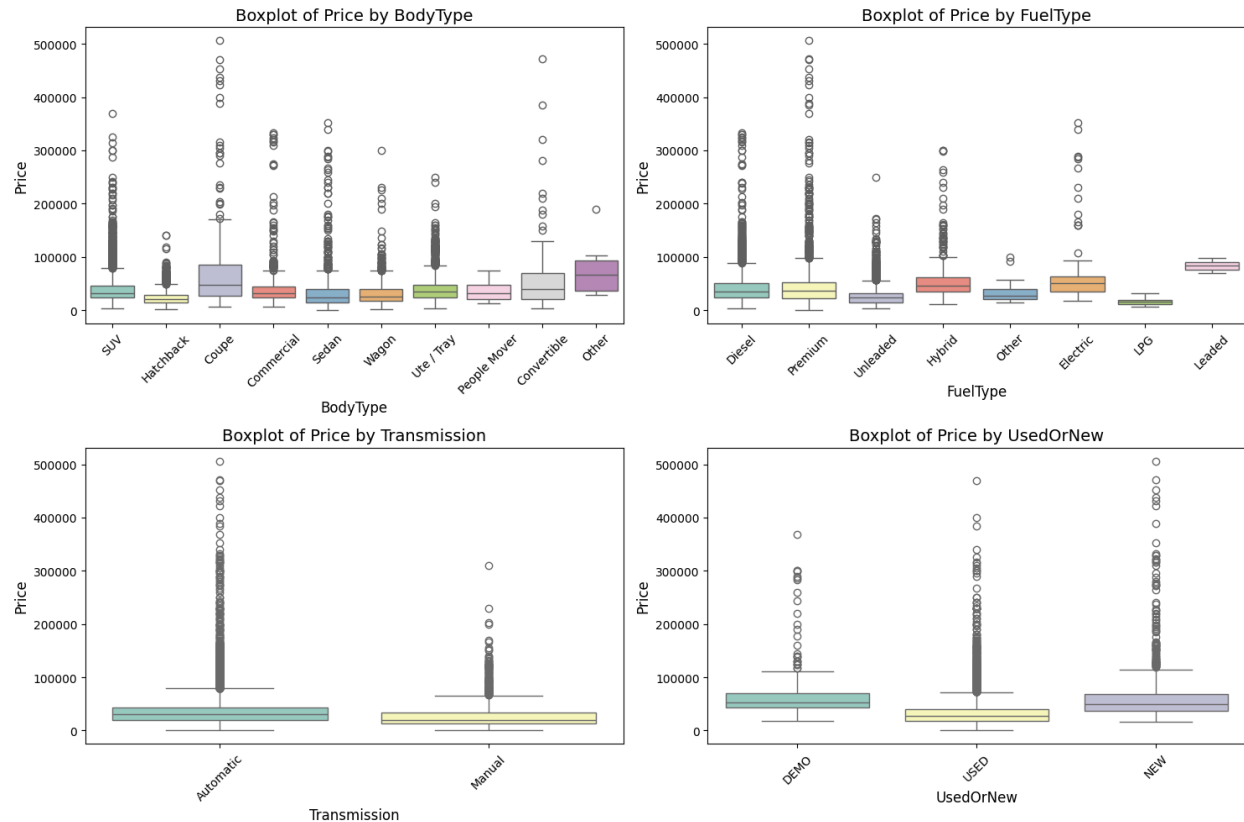 Boxplot of Price by BodyType
500000
400000
300000
200000
100000
0
Price
SUV
Hatchback
Coupe
Commercial
Sedan
Wagon
Ute / Tray
People Mover
Convertible
Other
BodyType
Boxplot of Price by FuelType
500000
400000
300000
200000
100000
0
Price
Diesel
Premium
Unleaded
Hybrid
Other
Electric
LPG
Leaded
FuelType
Boxplot of Price by Transmission
500000
400000
300000
200000
100000
0
Price
Automatic
Manual
Transmission
Boxplot of Price by UsedOrNew
500000
400000
300000
200000
100000
0
Price
DEMO
USED
NEW
UsedOrNew